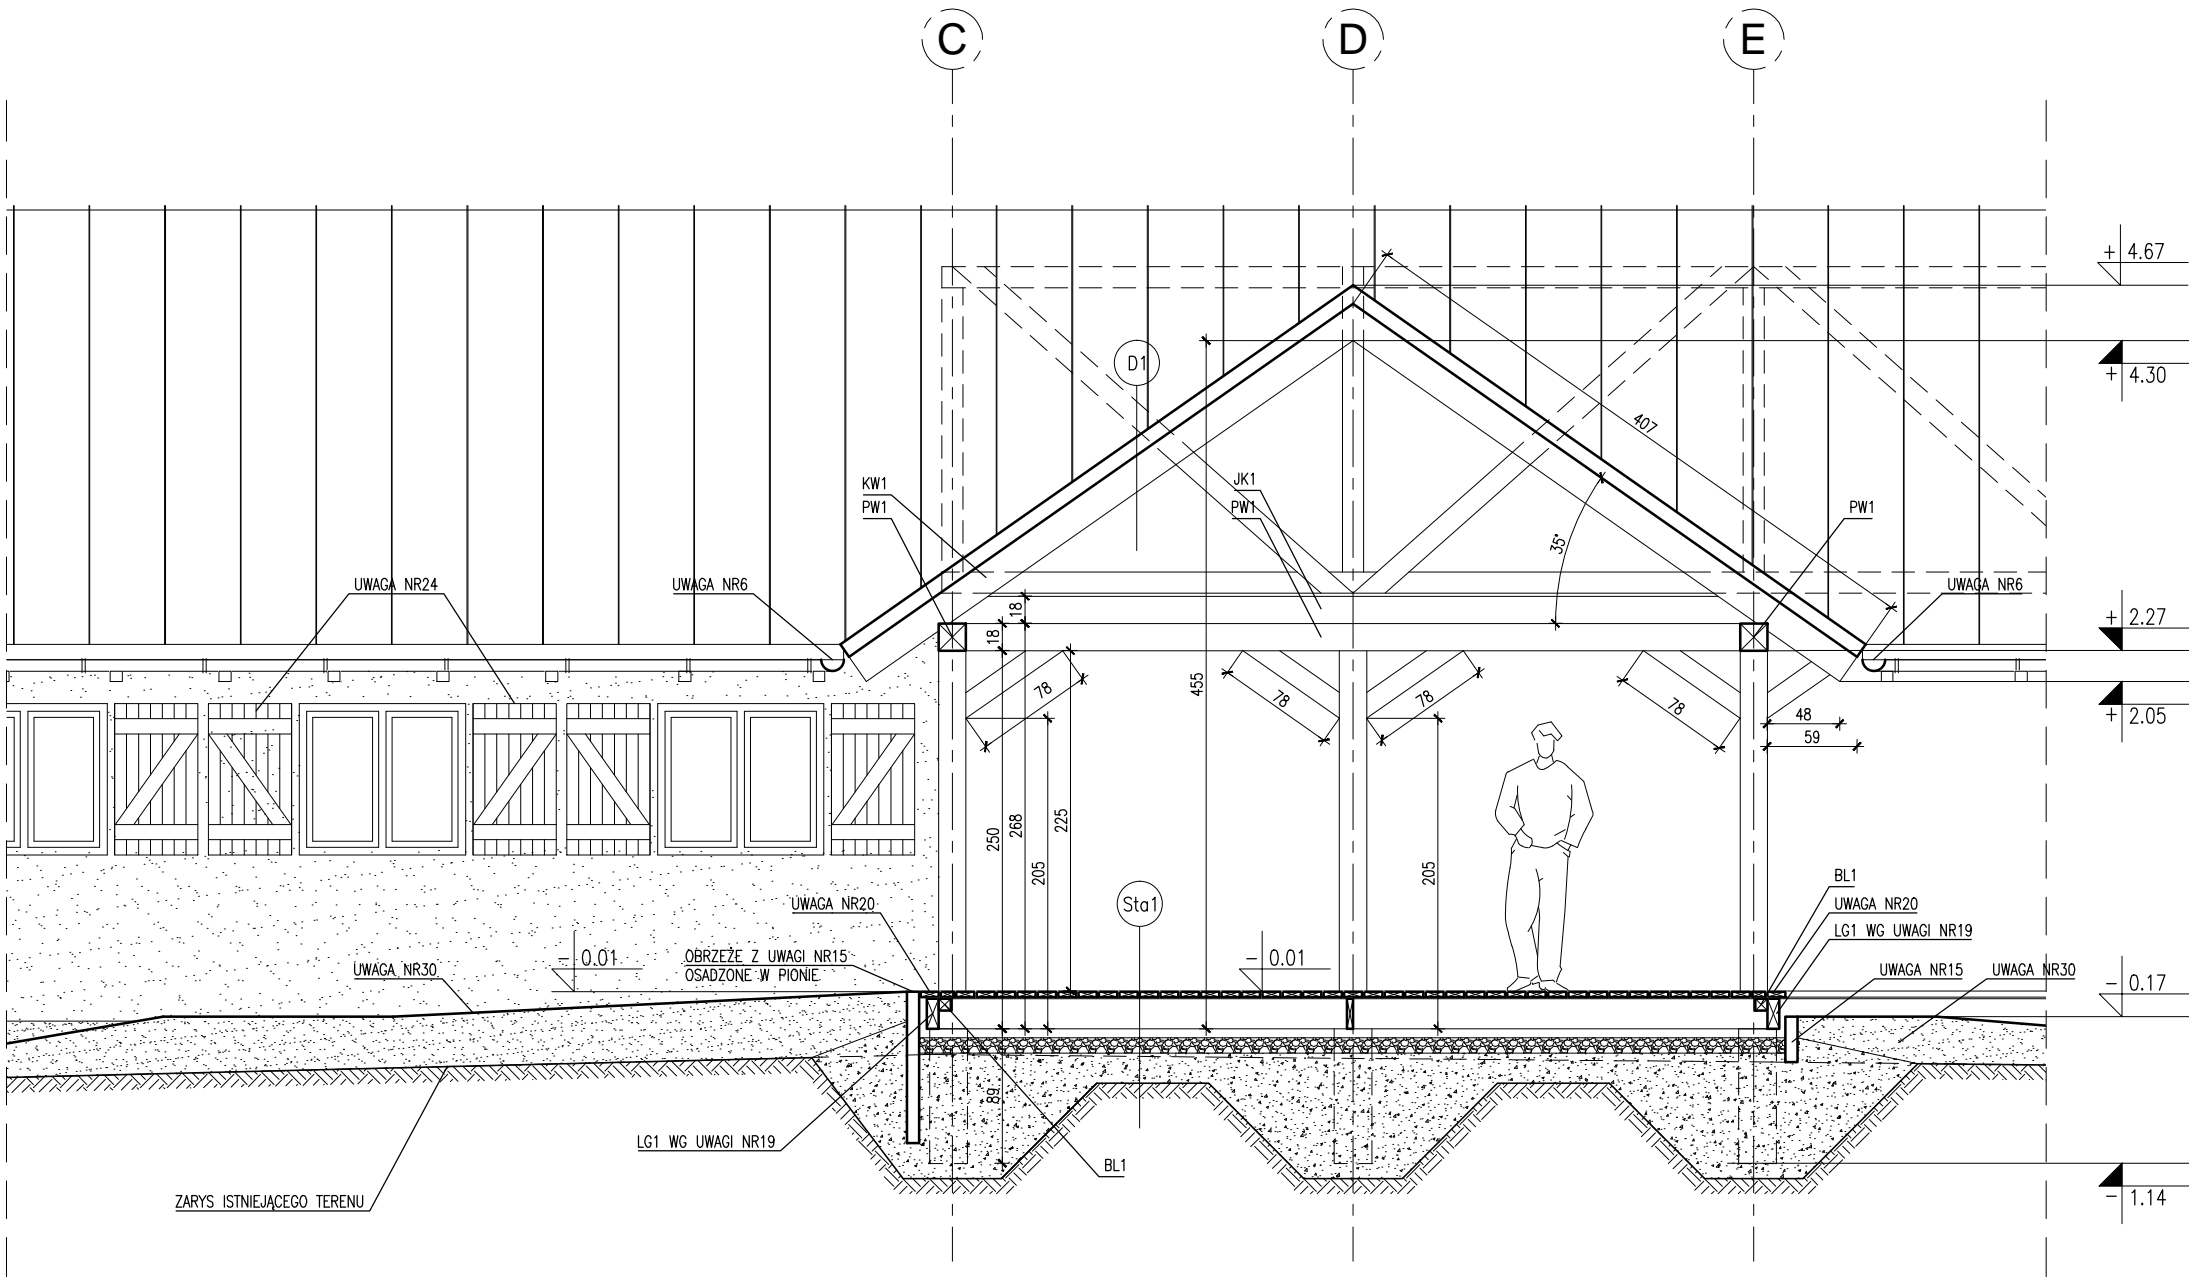 C
D
E
+ 4.67
+ 4.30
D1
407
KW1
PW1
JK1
PW1
PW1
35°
UWAGA NR24
UWAGA NR6
UWAGA NR6
18
18
+ 2.27
78
78
78
78
455
+ 2.05
48
59
250
268
225
205
205
Sta1
BL1
UWAGA NR20
UWAGA NR20
LG1 WG UWAGI NR19
- 0.01
OBRZEŻE Z UWAGI NR15
OSADZONE W PIONIE
- 0.01
UWAGA NR30
UWAGA NR15
UWAGA NR30
- 0.17
89
LG1 WG UWAGI NR19
BL1
ZARYS ISTNIEJĄCEGO TERENU
- 1.14